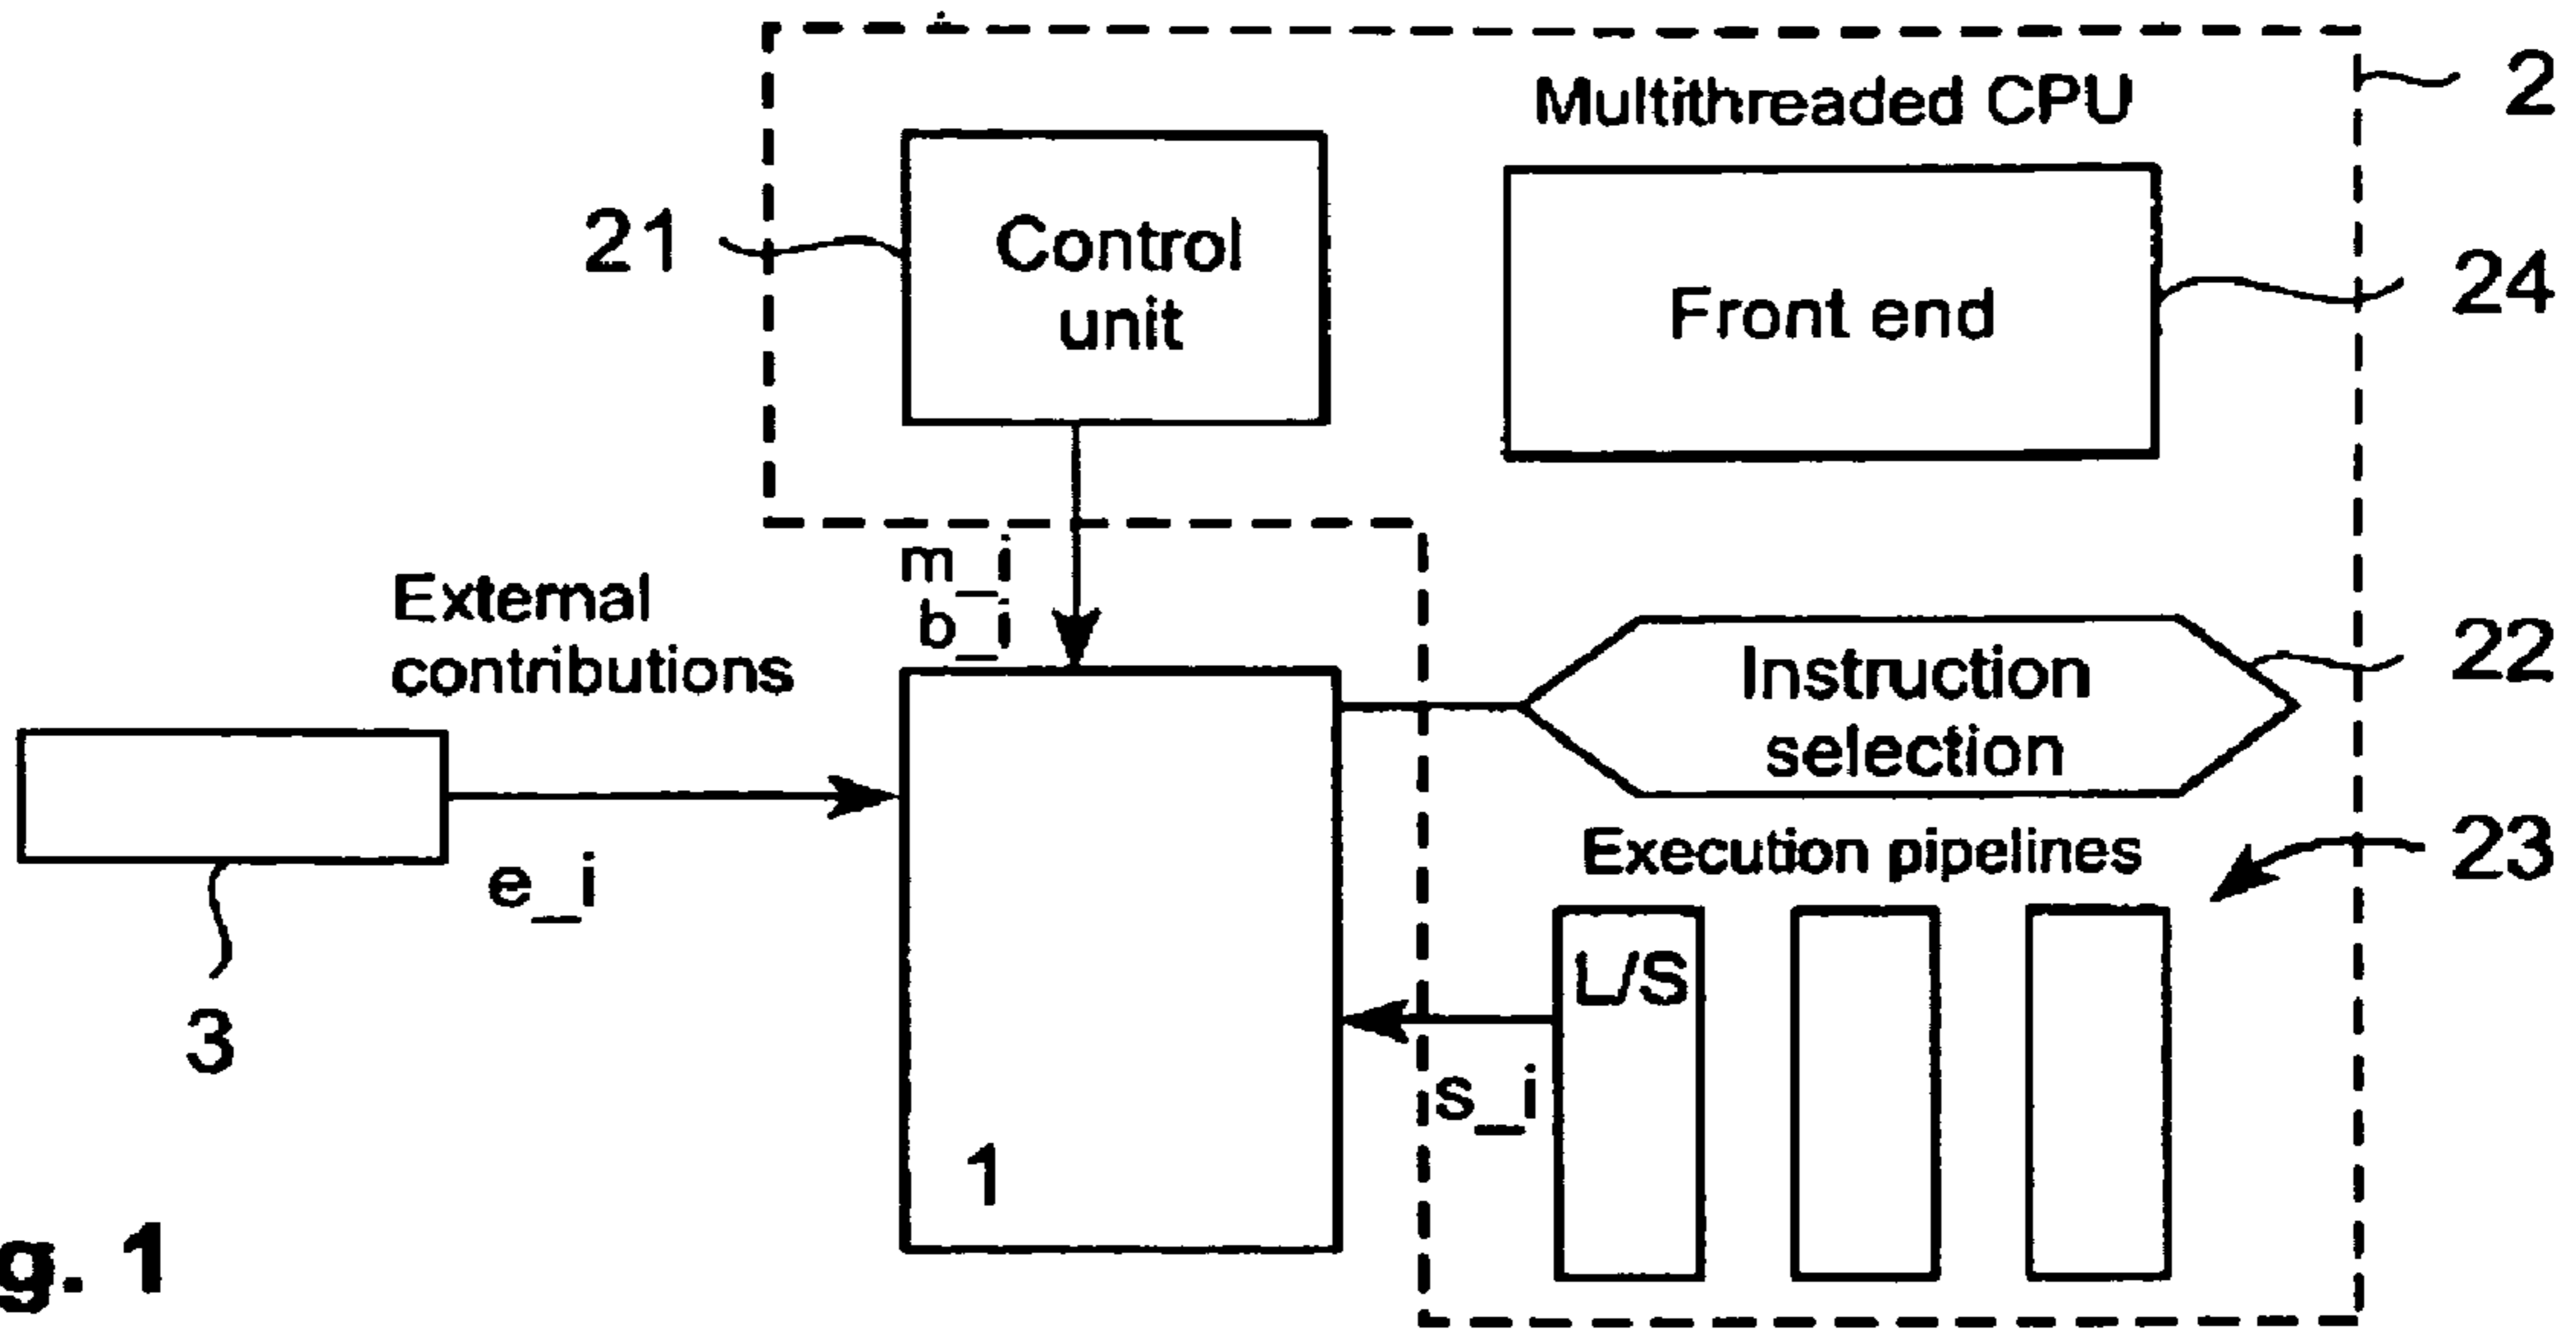 Multithreaded CPU
2
21
Control
unit
Front end
24
m_i
b_i
External
contributions
Instruction
selection
22
e_i
3
Execution pipelines
23
L/S
s_i
1
g. 1